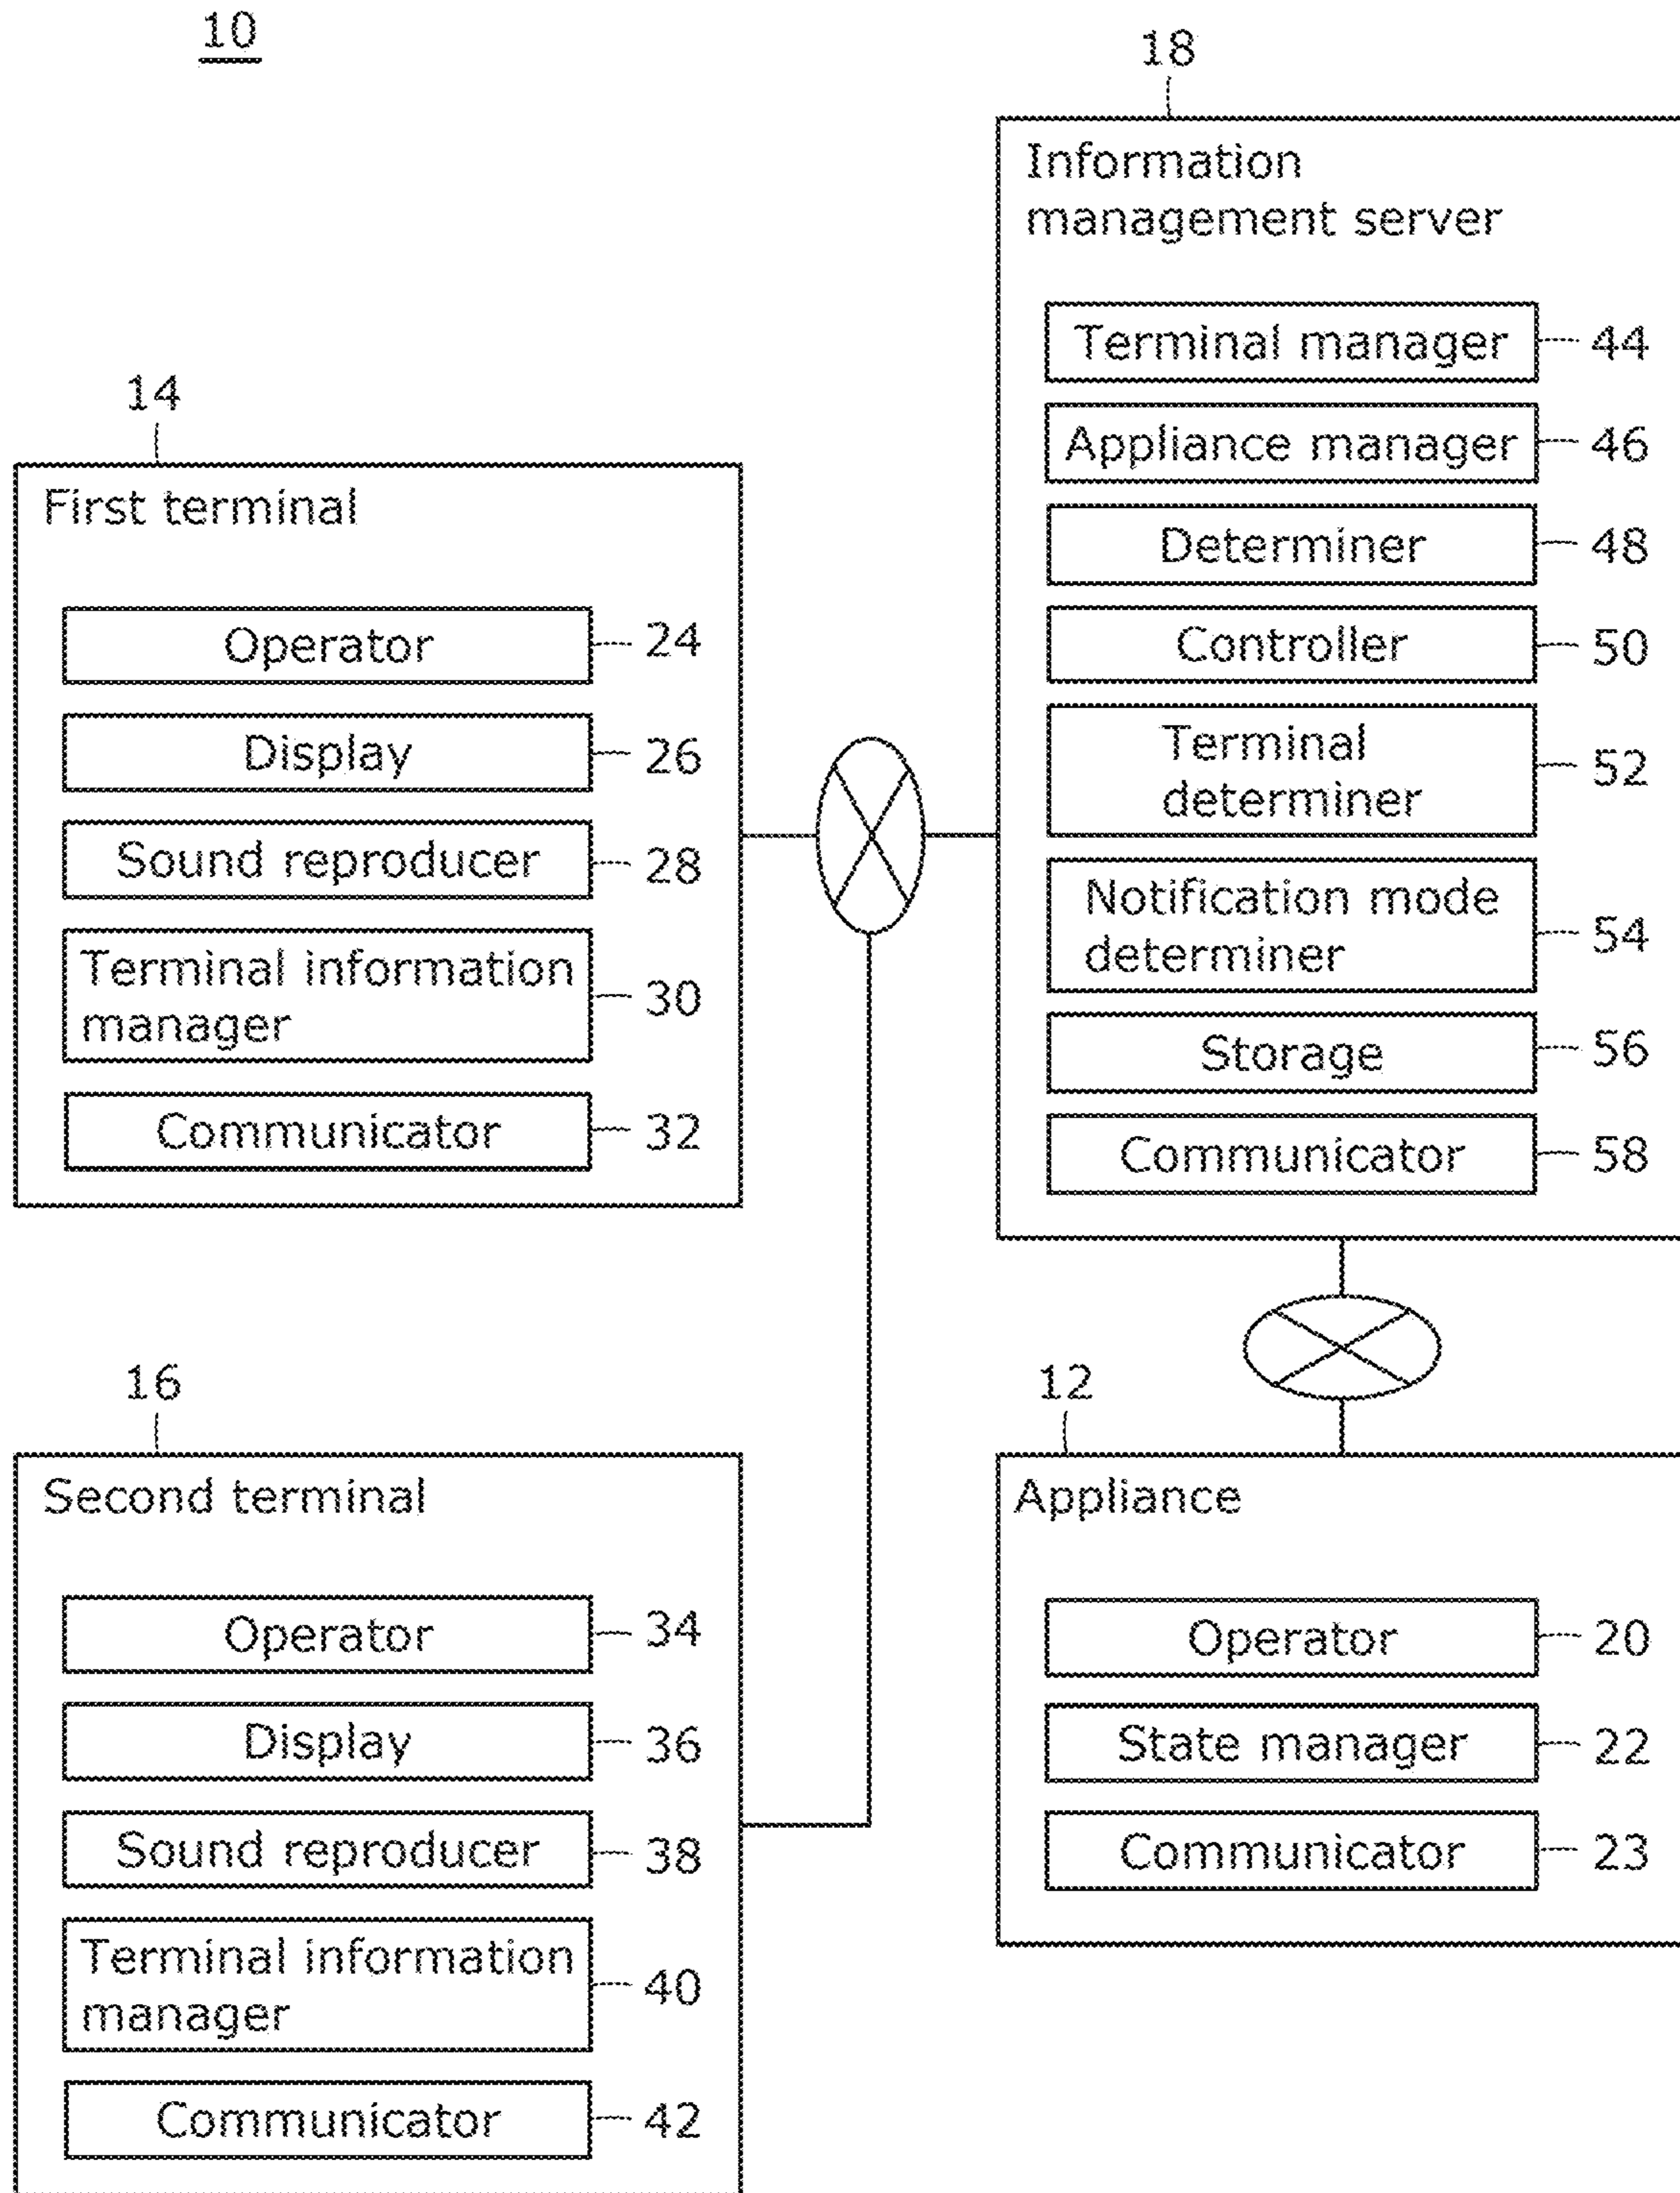 10
18
Information
management server
Terminal manager 44
Appliance manager 46
Determiner 48
Controller 50
Terminal
determiner 52
Notification mode
determiner 54
Storage 56
Communicator 58
14
First terminal
Operator 24
Display 26
Sound reproducer 28
Terminal information
manager 30
Communicator 32
16
Second terminal
Operator 34
Display 36
Sound reproducer 38
Terminal information
manager 40
Communicator 42
12
Appliance
Operator 20
State manager 22
Communicator 23